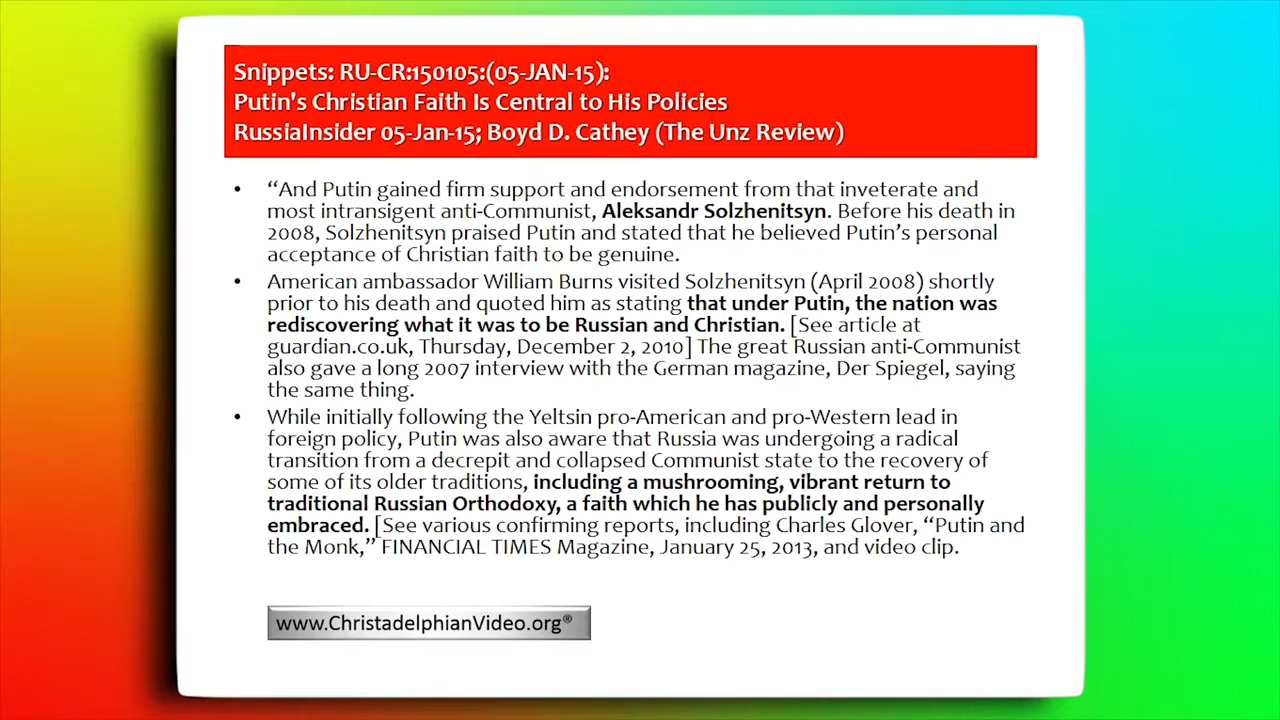 Snippets: RU-CR:150105:(05-JAN-15):
Putin's Christian Faith Is Central to His Policies
RussiaInsider 05-Jan-15; Boyd D. Cathey (The Unz Review)
• “And Putin gained firm support and endorsement from that inveterate and
most intransigent anti-Communist, Aleksandr Solzhenitsyn. Before his death in
2008, Solzhenitsyn praised Putin and stated that he believed Putin’s personal
acceptance of Christian faith to be genuine.
• American ambassador William Burns visited Solzhenitsyn (April 2008) shortly
prior to his death and quoted him as stating that under Putin, the nation was
rediscovering what it was to be Russian and Christian. [See article at
guardian.co.uk, Thursday, December 2, 2010] The great Russian anti-Communist
also gave a long 2007 interview with the German magazine, Der Spiegel, saying
the same thing.
• While initially following the Yeltsin pro-American and pro-Western lead in
foreign policy, Putin was also aware that Russia was undergoing a radical
transition from a decrepit and collapsed Communist state to the recovery of
some of its older traditions, including a mushrooming, vibrant return to
traditional Russian Orthodoxy, a faith which he has publicly and personally
embraced. [See various confirming reports, including Charles Glover, “Putin and
the Monk,” FINANCIAL TIMES Magazine, January 25, 2013, and video clip.
www.ChristadelphianVideo.org®